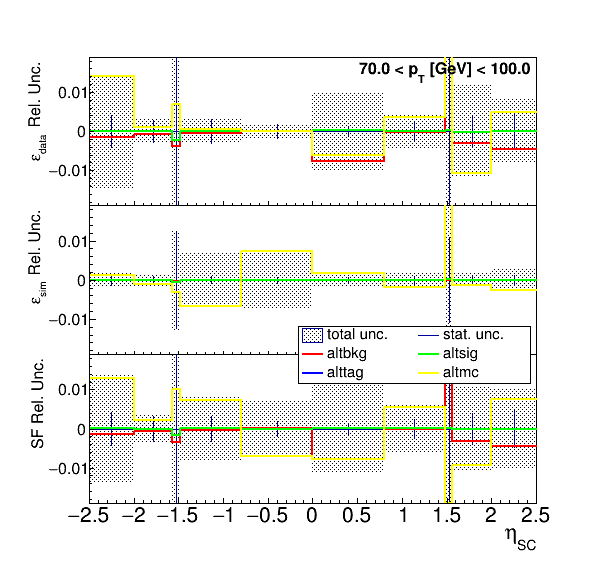 70.0 < p_T [GeV] < 100.0
ε_data Rel. Unc.
0.01
0
−0.01
ε_sim Rel. Unc.
0.01
0
−0.01
total unc. stat. unc.
altbkg altsig
alttag altmc
SF Rel. Unc.
0.01
0
−0.01
−2.5 −2 −1.5 −1 −0.5 0 0.5 1 1.5 2 2.5
η_SC